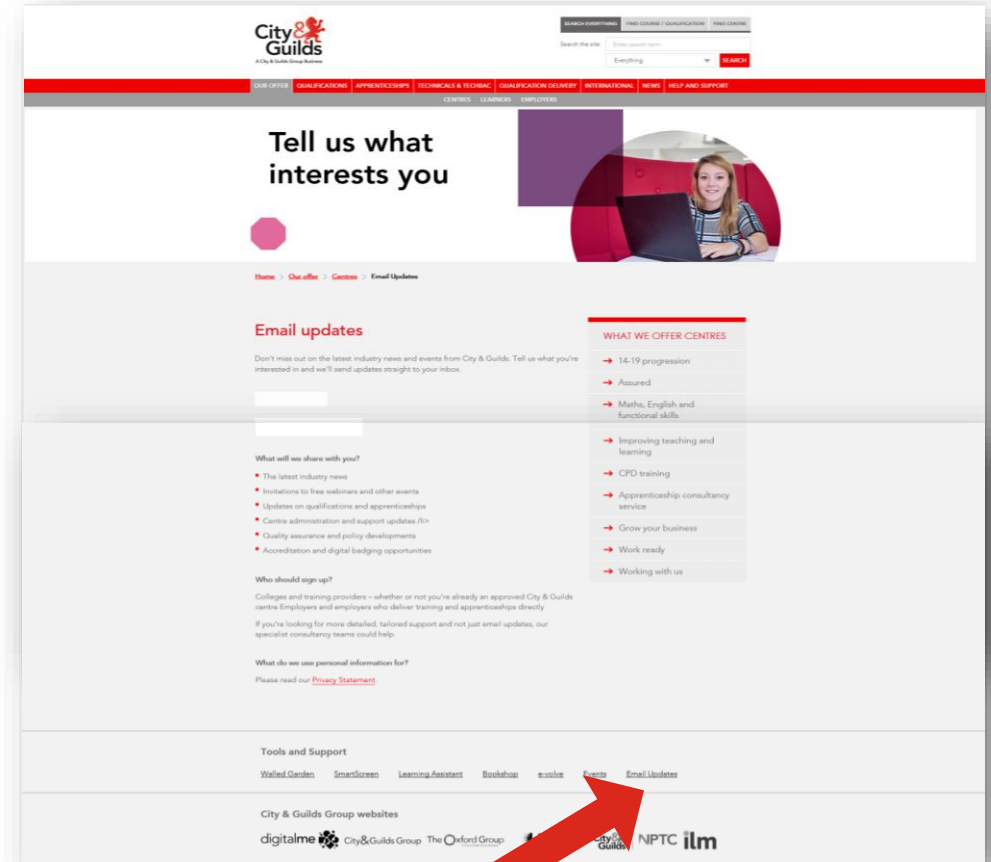 City&
Guilds
A City & Guilds Group Business
SEARCH EVERYTHING FIND COURSE / QUALIFICATION FIND CENTRE
Search the site Enter search term
Everything SEARCH
OUR OFFER QUALIFICATIONS APPRENTICESHIPS TECHNICALS & TECHBAC QUALIFICATION DELIVERY INTERNATIONAL NEWS HELP AND SUPPORT
CENTRES LEARNERS EMPLOYERS
Tell us what
interests you
Home > Our offer > Centres > Email Updates
Email updates
Don't miss out on the latest industry news and events from City & Guilds. Tell us what you're
interested in and we'll send updates straight to your inbox.
What will we share with you?
The latest industry news
Invitations to free webinars and other events
Updates on qualifications and apprenticeships
Centre administration and support updates /li>
Quality assurance and policy developments
Accreditation and digital badging opportunities
Who should sign up?
Colleges and training providers – whether or not you're already an approved City & Guilds
centre Employers and employers who deliver training and apprenticeships directly
If you're looking for more detailed, tailored support and not just email updates, our
specialist consultancy teams could help.
What do we use personal information for?
Please read our Privacy Statement.
WHAT WE OFFER CENTRES
14-19 progression
Assured
Maths, English and
functional skills
Improving teaching and
learning
CPD training
Apprenticeship consultancy
service
Grow your business
Work ready
Working with us
Tools and Support
Walled Garden SmartScreen Learning Assistant Bookshop e-volve Events Email Updates
City & Guilds Group websites
digitalme City&Guilds Group The Oxford Group City& Guilds NPTC ilm